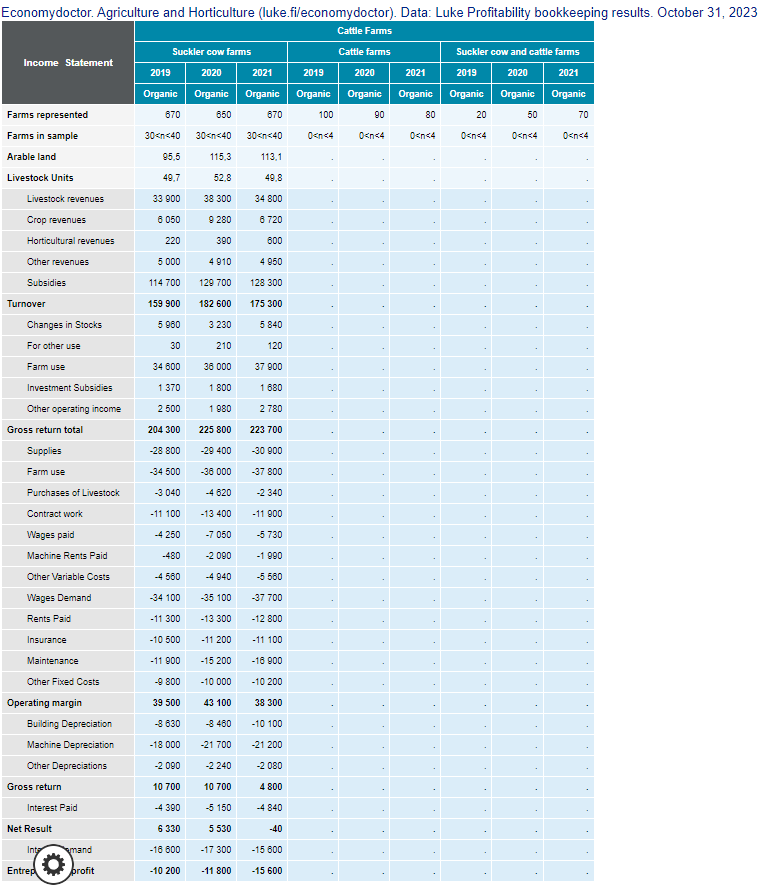 Economydoctor. Agriculture and Horticulture (luke.fi/economydoctor). Data: Luke Profitability bookkeeping results. October 31, 2023
Income Statement Cattle Farms
Suckler cow farms Cattle farms Suckler cow and cattle farms
2019 2020 2021 2019 2020 2021 2019 2020 2021
Organic Organic Organic Organic Organic Organic Organic Organic Organic
Farms represented 670 650 670 100 90 80 20 50 70
Farms in sample 30<n<40 30<n<40 30<n<40 0<n<4 0<n<4 0<n<4 0<n<4 0<n<4 0<n<4
Arable land 95,5 115,3 113,1 . . . . . .
Livestock Units 49,7 52,8 49,8 . . . . . .
Livestock revenues 33 900 38 300 34 800 . . . . . .
Crop revenues 6 050 9 280 6 720 . . . . . .
Horticultural revenues 220 390 600 . . . . . .
Other revenues 5 000 4 910 4 950 . . . . . .
Subsidies 114 700 129 700 128 300 . . . . . .
Turnover 159 900 182 600 175 300 . . . . . .
Changes in Stocks 5 960 3 230 5 840 . . . . . .
For other use 30 210 120 . . . . . .
Farm use 34 600 36 000 37 900 . . . . . .
Investment Subsidies 1 370 1 800 1 680 . . . . . .
Other operating income 2 500 1 980 2 780 . . . . . .
Gross return total 204 300 225 800 223 700 . . . . . .
Supplies -28 800 -29 400 -30 900 . . . . . .
Farm use -34 500 -36 000 -37 800 . . . . . .
Purchases of Livestock -3 040 -4 620 -2 340 . . . . . .
Contract work -11 100 -13 400 -11 900 . . . . . .
Wages paid -4 250 -7 050 -5 730 . . . . . .
Machine Rents Paid -480 -2 090 -1 990 . . . . . .
Other Variable Costs -4 560 -4 940 -5 560 . . . . . .
Wages Demand -34 100 -35 100 -37 700 . . . . . .
Rents Paid -11 300 -13 300 -12 800 . . . . . .
Insurance -10 500 -11 200 -11 100 . . . . . .
Maintenance -11 900 -15 200 -16 900 . . . . . .
Other Fixed Costs -9 800 -10 000 -10 200 . . . . . .
Operating margin 39 500 43 100 38 300 . . . . . .
Building Depreciation -8 630 -8 460 -10 100 . . . . . .
Machine Depreciation -18 000 -21 700 -21 200 . . . . . .
Other Depreciations -2 090 -2 240 -2 080 . . . . . .
Gross return 10 700 10 700 4 800 . . . . . .
Interest Paid -4 390 -5 150 -4 840 . . . . . .
Net Result 6 330 5 530 -40 . . . . . .
-16 600 -17 300 -15 600 . . . . . .
-10 200 -11 800 -15 600 . . . . . .